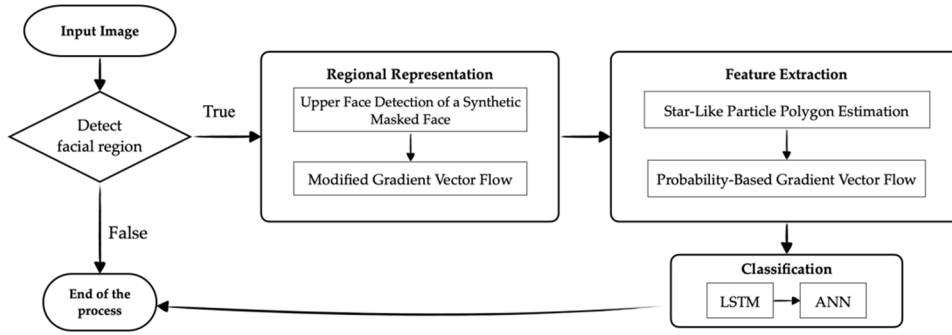 Input Image
Detect
facial region
True
False
End of the
process
Regional Representation
Upper Face Detection of a Synthetic
Masked Face
Modified Gradient Vector Flow
Feature Extraction
Star-Like Particle Polygon Estimation
Probability-Based Gradient Vector Flow
Classification
LSTM
ANN